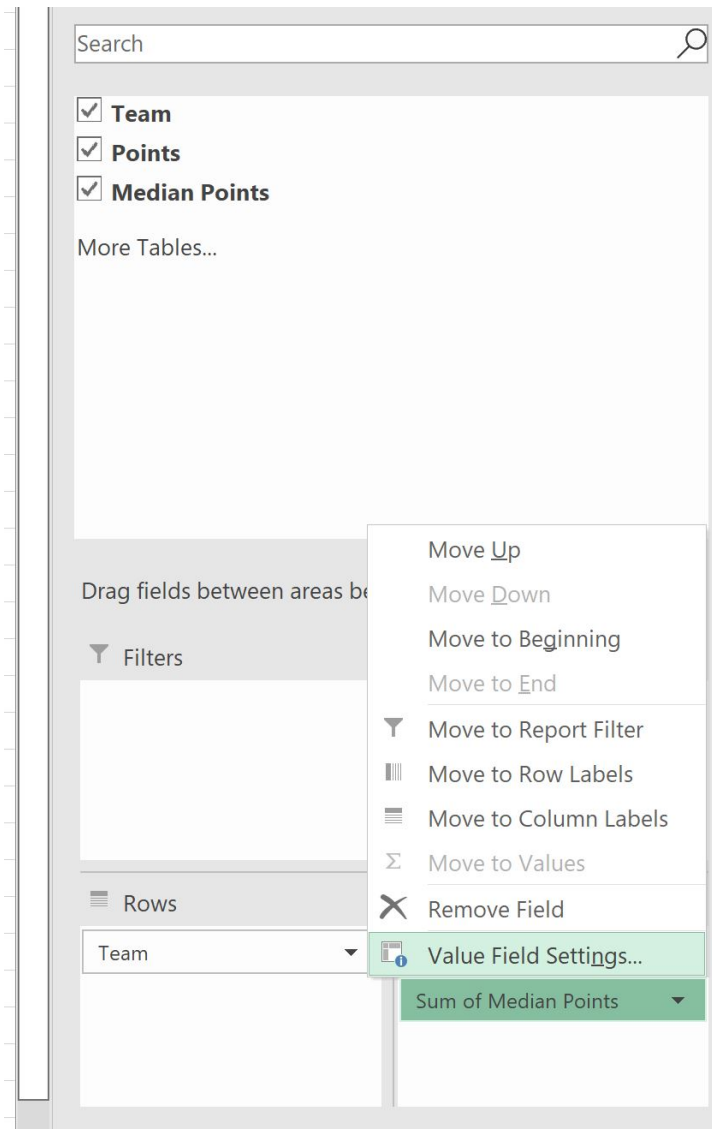 Search
Team
Points
Median Points
More Tables...
Drag fields between areas be
Filters
Rows
Team
Move Up
Move Down
Move to Beginning
Move to End
Move to Report Filter
Move to Row Labels
Move to Column Labels
Move to Values
Remove Field
Value Field Settings...
Sum of Median Points